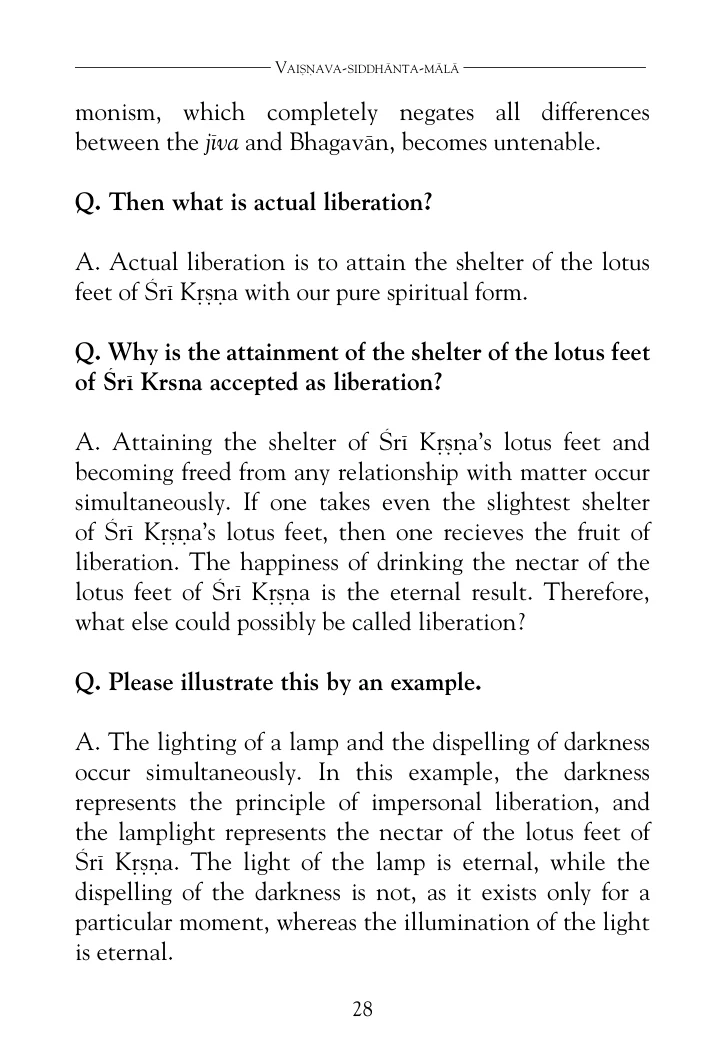 Vaiṣṇava-siddhānta-mālā
monism, which completely negates all differences
between the jīva and Bhagavān, becomes untenable.
Q. Then what is actual liberation?
A. Actual liberation is to attain the shelter of the lotus
feet of Śrī Kṛṣṇa with our pure spiritual form.
Q. Why is the attainment of the shelter of the lotus feet
of Śrī Krsna accepted as liberation?
A. Attaining the shelter of Śrī Kṛṣṇa’s lotus feet and
becoming freed from any relationship with matter occur
simultaneously. If one takes even the slightest shelter
of Śrī Kṛṣṇa’s lotus feet, then one recieves the fruit of
liberation. The happiness of drinking the nectar of the
lotus feet of Śrī Kṛṣṇa is the eternal result. Therefore,
what else could possibly be called liberation?
Q. Please illustrate this by an example.
A. The lighting of a lamp and the dispelling of darkness
occur simultaneously. In this example, the darkness
represents the principle of impersonal liberation, and
the lamplight represents the nectar of the lotus feet of
Śrī Kṛṣṇa. The light of the lamp is eternal, while the
dispelling of the darkness is not, as it exists only for a
particular moment, whereas the illumination of the light
is eternal.
28